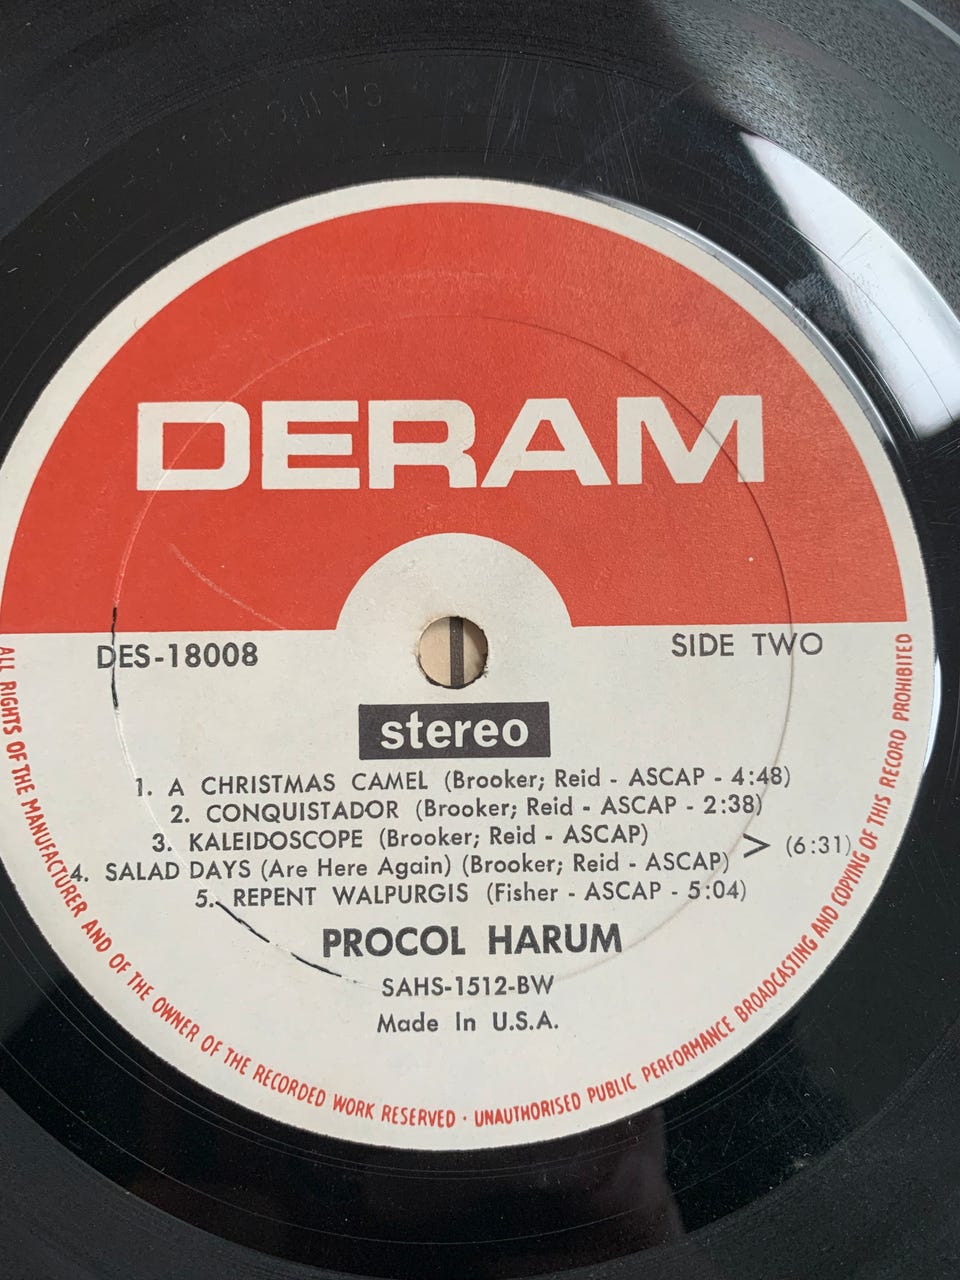 DERAM
DES-18008
SIDE TWO
stereo
1. A CHRISTMAS CAMEL (Brooker; Reid - ASCAP - 4:48)
2. CONQUISTADOR (Brooker; Reid - ASCAP - 2:38)
3. KALEIDOSCOPE (Brooker; Reid - ASCAP)
> (6:31)
4. SALAD DAYS (Are Here Again) (Brooker; Reid - ASCAP)
5. REPENT WALPURGIS (Fisher - ASCAP - 5:04)
PROCOL HARUM
SAHS-1512-BW
Made In U.S.A.
ALL RIGHTS OF THE MANUFACTURER AND OF THE OWNER OF THE RECORDED WORK RESERVED · UNAUTHORISED PUBLIC PERFORMANCE BROADCASTING AND COPYING OF THIS RECORD PROHIBITED